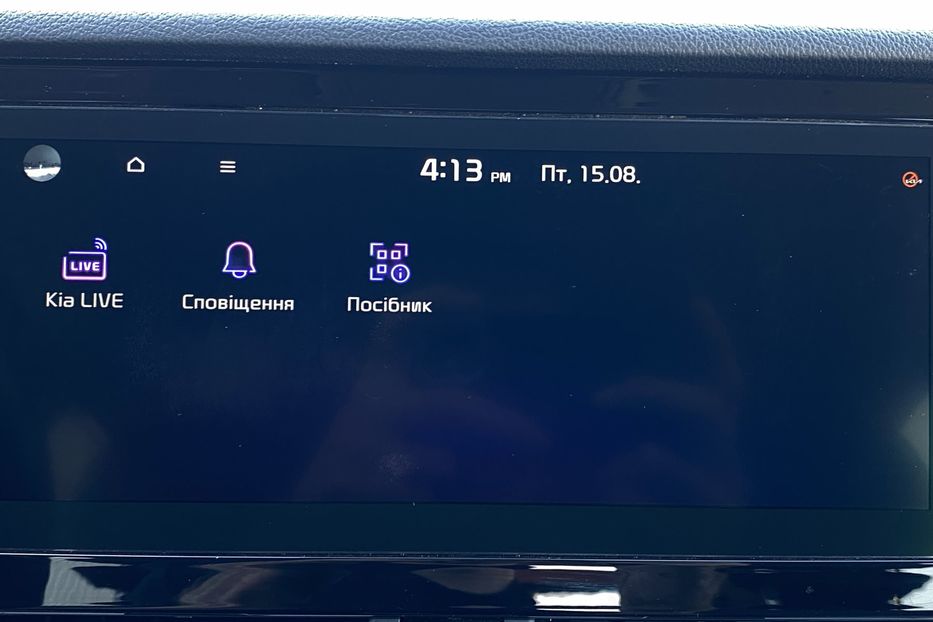 4:13 PM Пт, 15.08.
LIVE
Kia LIVE Сповіщення Посібник